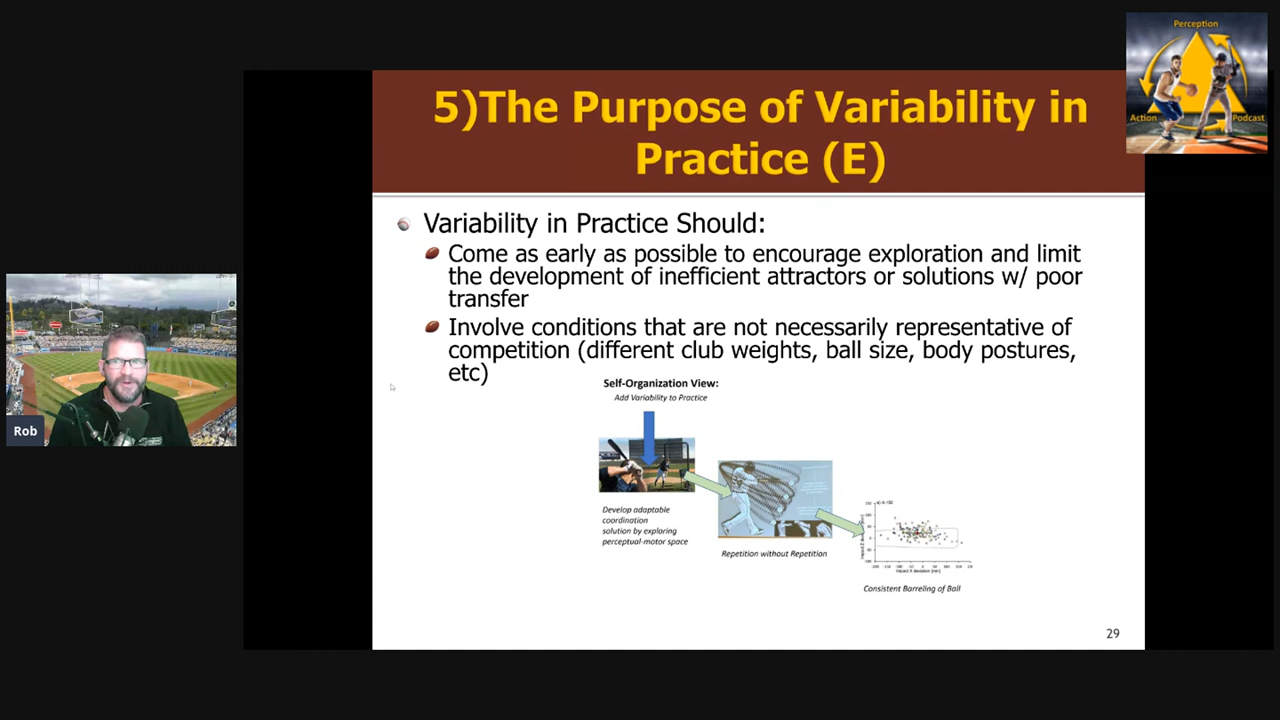 Perception
Action
Podcast
5)The Purpose of Variability in
Practice (E)
Variability in Practice Should:
Come as early as possible to encourage exploration and limit
the development of inefficient attractors or solutions w/ poor
transfer
Involve conditions that are not necessarily representative of
competition (different club weights, ball size, body postures,
etc)
Self-Organization View:
Add Variability to Practice
Develop adaptable
coordination
solution by exploring
perceptual-motor space
Repetition without Repetition
Impact X deviation [mm]
Consistent Barreling of Ball
29
Rob